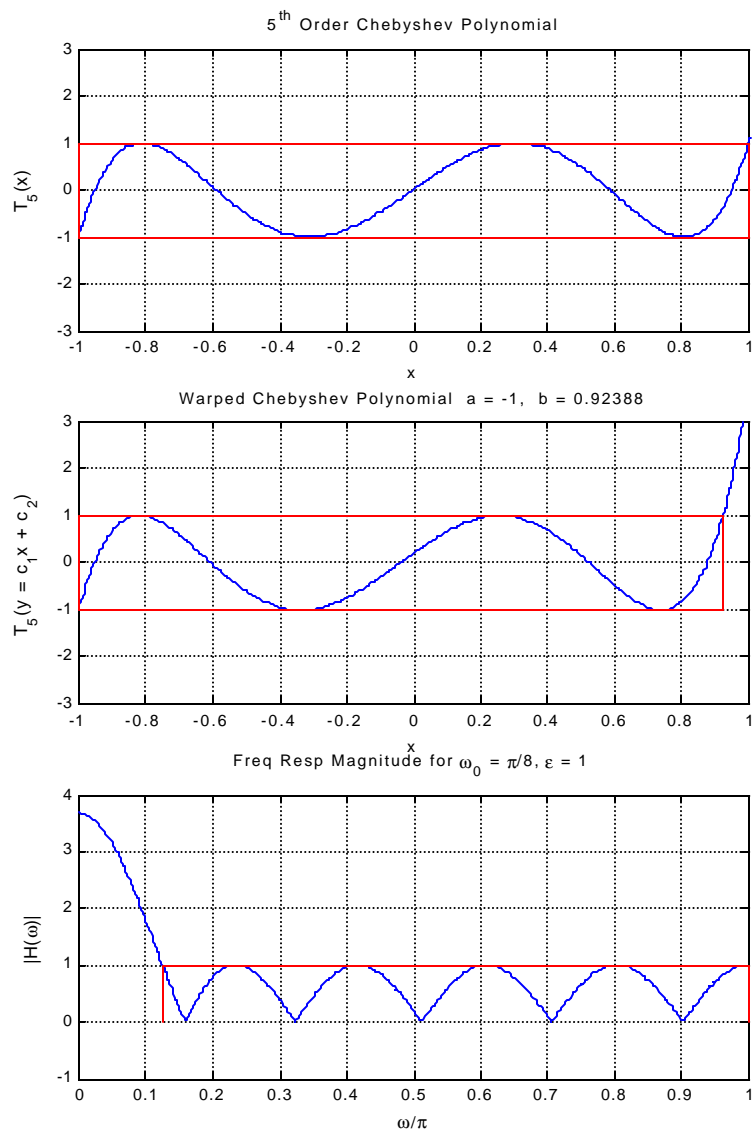 5th Order Chebyshev Polynomial
3
2
1
0
-1
-2
-3
T5(x)
-1 -0.8 -0.6 -0.4 -0.2 0 0.2 0.4 0.6 0.8 1
x
Warped Chebyshev Polynomial a = -1, b = 0.92388
3
2
1
0
-1
-2
-3
T5(y = c1x + c2)
-1 -0.8 -0.6 -0.4 -0.2 0 0.2 0.4 0.6 0.8 1
x
Freq Resp Magnitude for ω0 = π/8, ε = 1
4
3
2
1
0
-1
|H(ω)|
0 0.1 0.2 0.3 0.4 0.5 0.6 0.7 0.8 0.9 1
ω/π